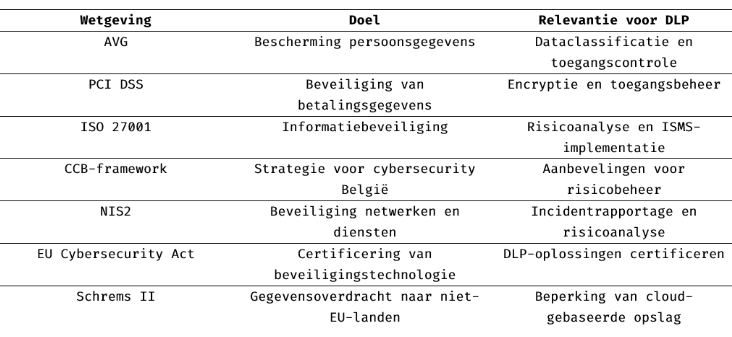 Wetgeving Doel Relevantie voor DLP
AVG Bescherming persoonsgegevens Dataclassificatie en
toegangscontrole
PCI DSS Beveiliging van Encryptie en toegangsbeheer
betalingsgegevens
ISO 27001 Informatiebeveiliging Risicoanalyse en ISMS-
implementatie
CCB-framework Strategie voor cybersecurity Aanbevelingen voor
België risicobeheer
NIS2 Beveiliging netwerken en Incidentrapportage en
diensten risicoanalyse
EU Cybersecurity Act Certificering van DLP-oplossingen certificeren
beveiligingstechnologie
Schrems II Gegevensoverdracht naar niet- Beperking van cloud-
EU-landen gebaseerde opslag